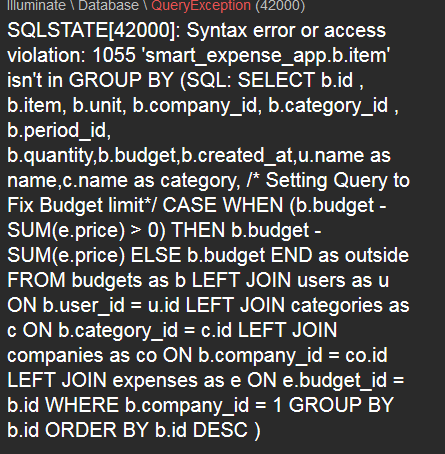 Illuminate \ Database \ QueryException (42000)
SQLSTATE[42000]: Syntax error or access
violation: 1055 'smart_expense_app.b.item'
isn't in GROUP BY (SQL: SELECT b.id ,
b.item, b.unit, b.company_id, b.category_id ,
b.period_id,
b.quantity,b.budget,b.created_at,u.name as
name,c.name as category, /* Setting Query to
Fix Budget limit*/ CASE WHEN (b.budget -
SUM(e.price) > 0) THEN b.budget -
SUM(e.price) ELSE b.budget END as outside
FROM budgets as b LEFT JOIN users as u
ON b.user_id = u.id LEFT JOIN categories as
c ON b.category_id = c.id LEFT JOIN
companies as co ON b.company_id = co.id
LEFT JOIN expenses as e ON e.budget_id =
b.id WHERE b.company_id = 1 GROUP BY
b.id ORDER BY b.id DESC )